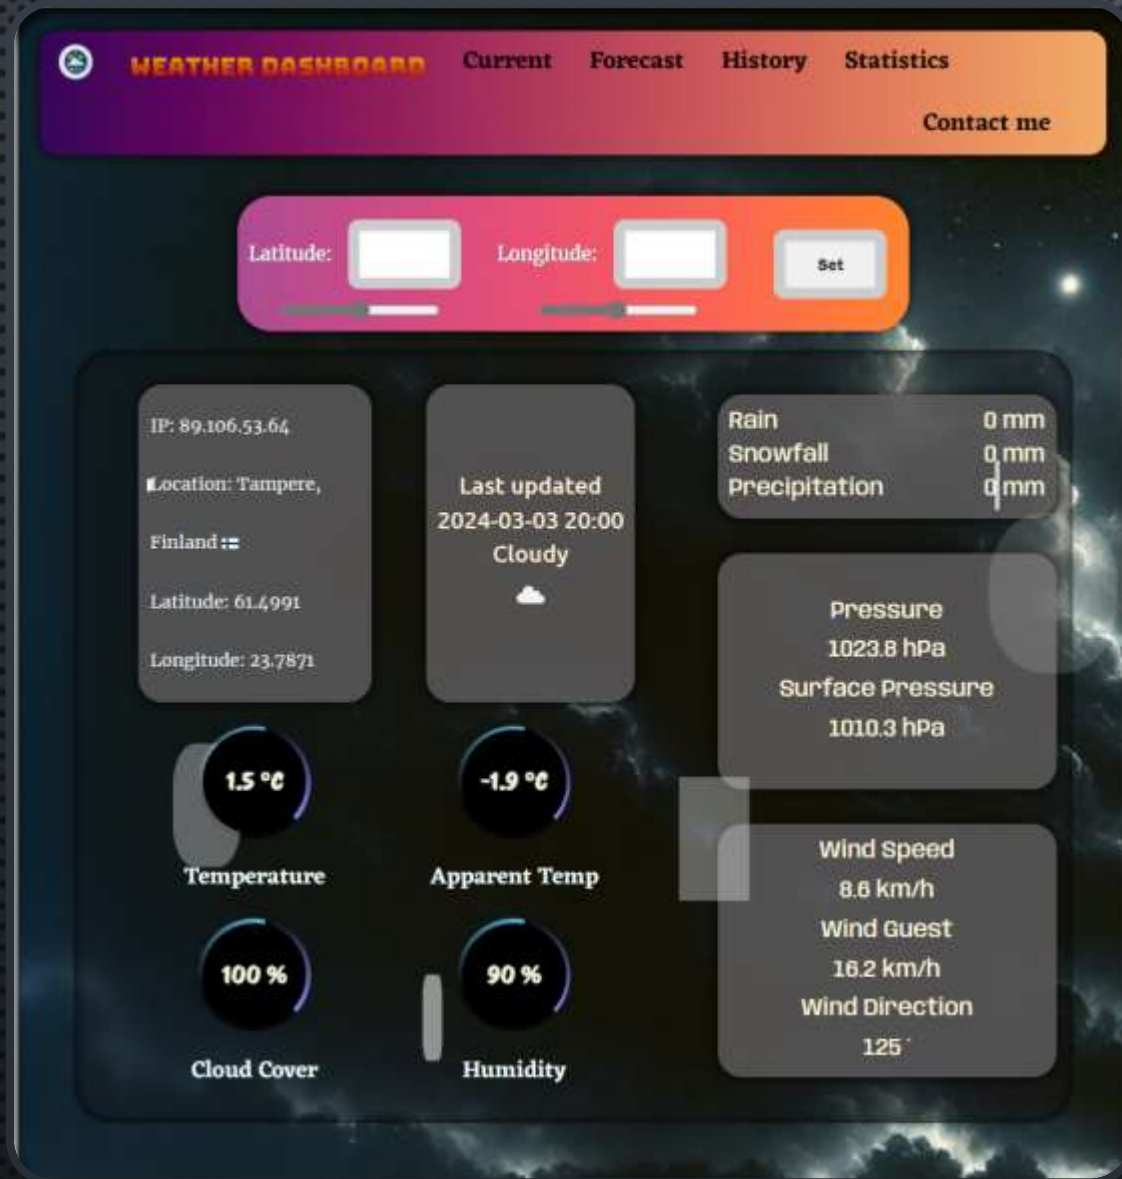 WEATHER DASHBOARD
Current
Forecast
History
Statistics
Contact me
Latitude:
Longitude:
Set
IP: 89.106.53.64
Location: Tampere,
Finland
Latitude: 61.4991
Longitude: 23.7871
Last updated
2024-03-03 20:00
Cloudy
Rain 0 mm
Snowfall 0 mm
Precipitation 0 mm
Pressure
1023.8 hPa
Surface Pressure
1010.3 hPa
1.5 °C
Temperature
-1.9 °C
Apparent Temp
100 %
Cloud Cover
90 %
Humidity
Wind Speed
8.6 km/h
Wind Guest
16.2 km/h
Wind Direction
125°